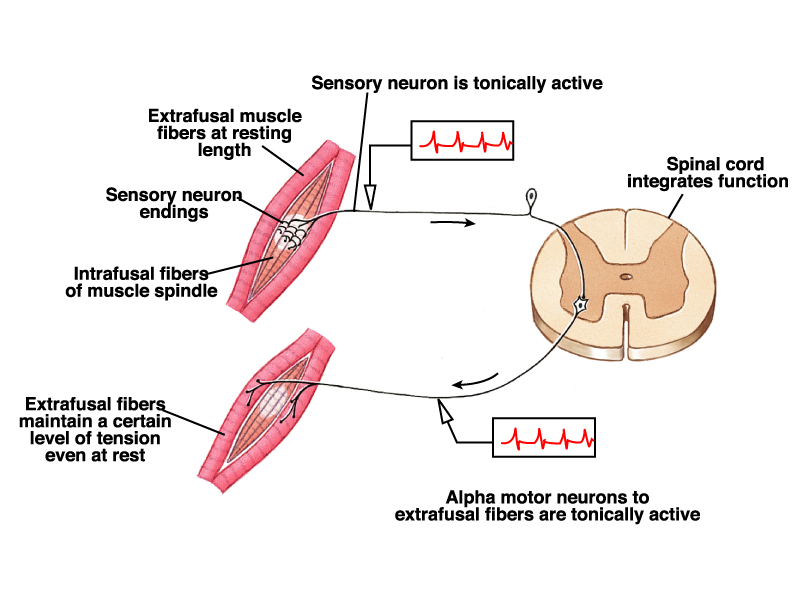 Sensory neuron is tonically active
Extrafusal muscle
fibers at resting
length
Spinal cord
integrates function
Sensory neuron
endings
Intrafusal fibers
of muscle spindle
Extrafusal fibers
maintain a certain
level of tension
even at rest
Alpha motor neurons to
extrafusal fibers are tonically active